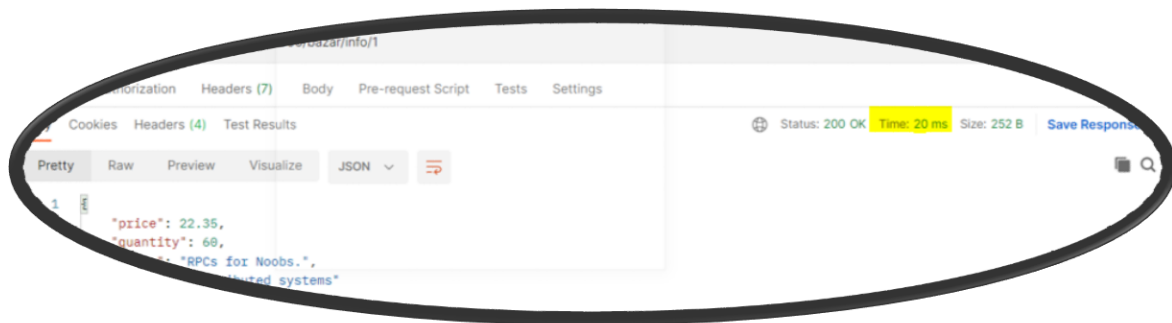 bazar/info/1
Headers (7) Body Pre-request Script Tests Settings
Cookies Headers (4) Test Results Status: 200 OK Time: 20 ms Size: 252 B Save Response
Pretty Raw Preview Visualize JSON
1
"price": 22.35,
"quantity": 60,
"RPCs for Noobs.",
systems"